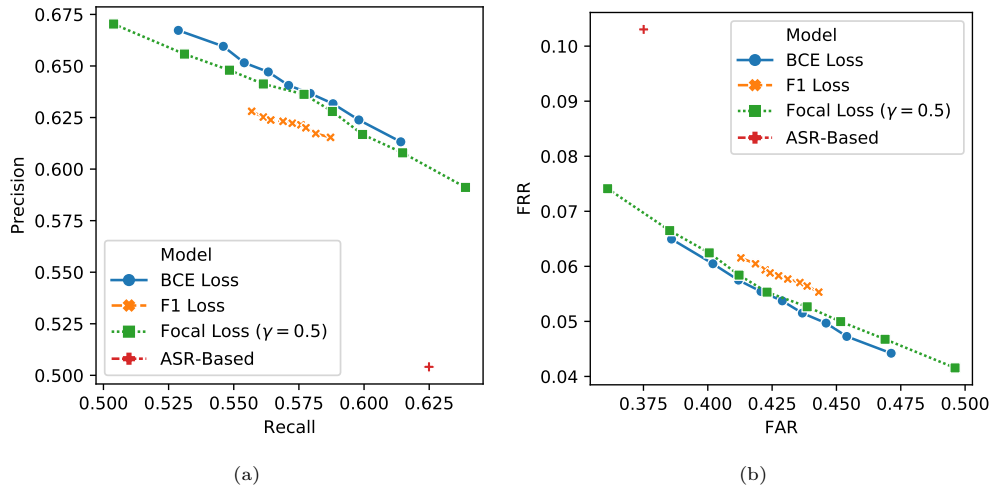 0.675
0.650
0.625
0.600
0.575
0.550
0.525
0.500
Precision
Model
BCE Loss
F1 Loss
Focal Loss (γ = 0.5)
ASR-Based
0.500 0.525 0.550 0.575 0.600 0.625
Recall
(a)
0.10
0.09
0.08
0.07
0.06
0.05
0.04
FRR
Model
BCE Loss
F1 Loss
Focal Loss (γ = 0.5)
ASR-Based
0.375 0.400 0.425 0.450 0.475 0.500
FAR
(b)